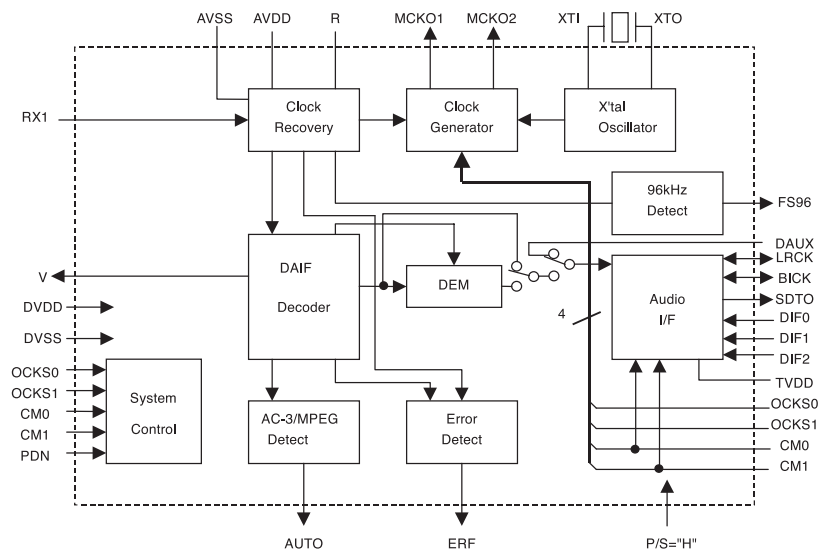 AVSS AVDD R MCKO1 MCKO2 XTI XTO
RX1
Clock
Recovery
Clock
Generator
X'tal
Oscillator
96kHz
Detect
FS96
DAUX
LRCK
BICK
SDTO
DIF0
DIF1
DIF2
TVDD
OCKS0
OCKS1
CM0
CM1
V
DAIF
Decoder
DEM
Audio
I/F
4
DVDD
DVSS
OCKS0
OCKS1
CM0
CM1
PDN
System
Control
AC-3/MPEG
Detect
Error
Detect
AUTO
ERF
P/S="H"